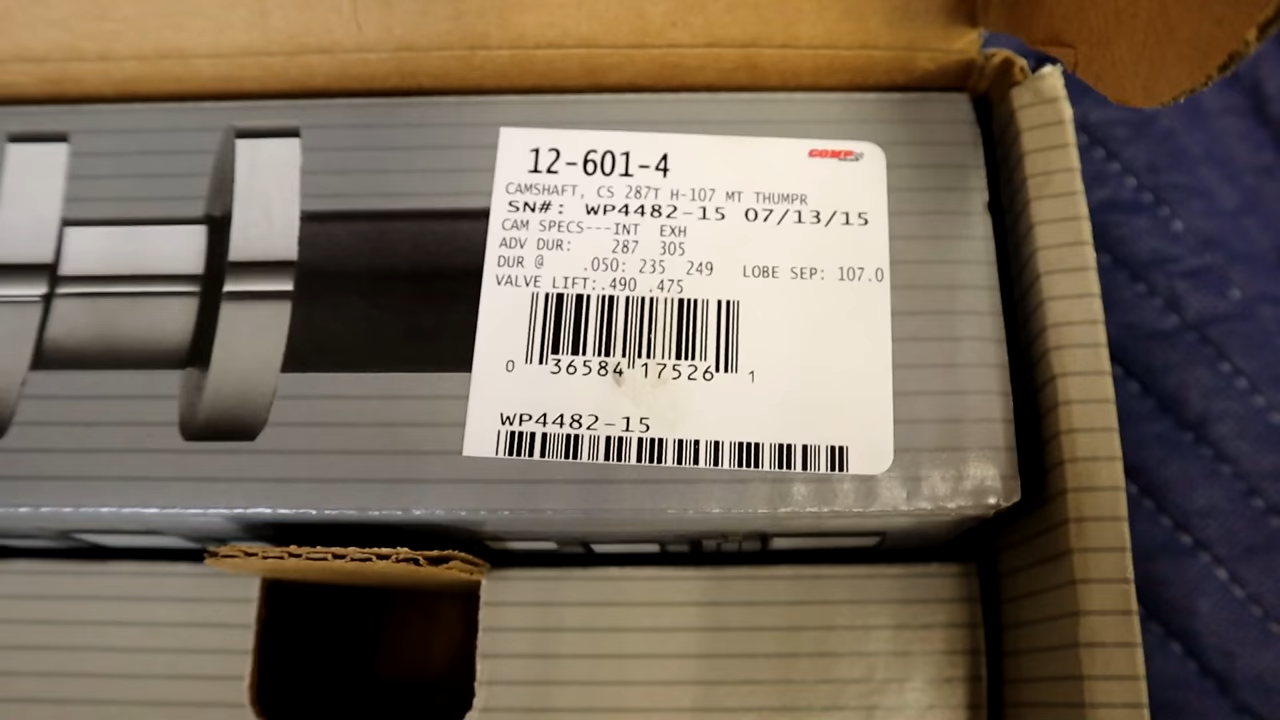 12-601-4
COMP
CAMSHAFT, CS 287T H-107 MT THUMPR
SN#: WP4482-15 07/13/15
CAM SPECS---INT EXH
ADV DUR: 287 305
DUR @ .050: 235 249 LOBE SEP: 107.0
VALVE LIFT:.490 .475
0 36584 17526 1
WP4482-15